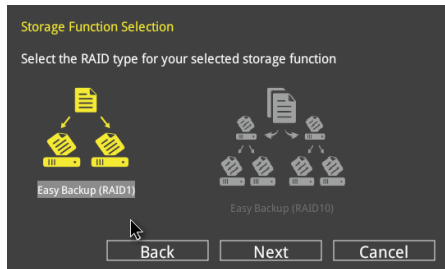 Storage Function Selection
Select the RAID type for your selected storage function
Easy Backup (RAID1)
Easy Backup (RAID10)
Back
Next
Cancel